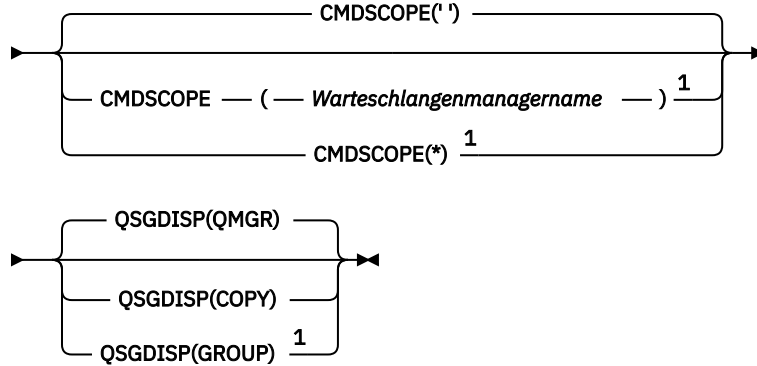 CMDSCOPE(' ')
CMDSCOPE ( Warteschlangenmanagername ) 1
CMDSCOPE(*) 1
QSGDISP(QMGR)
QSGDISP(COPY)
QSGDISP(GROUP) 1